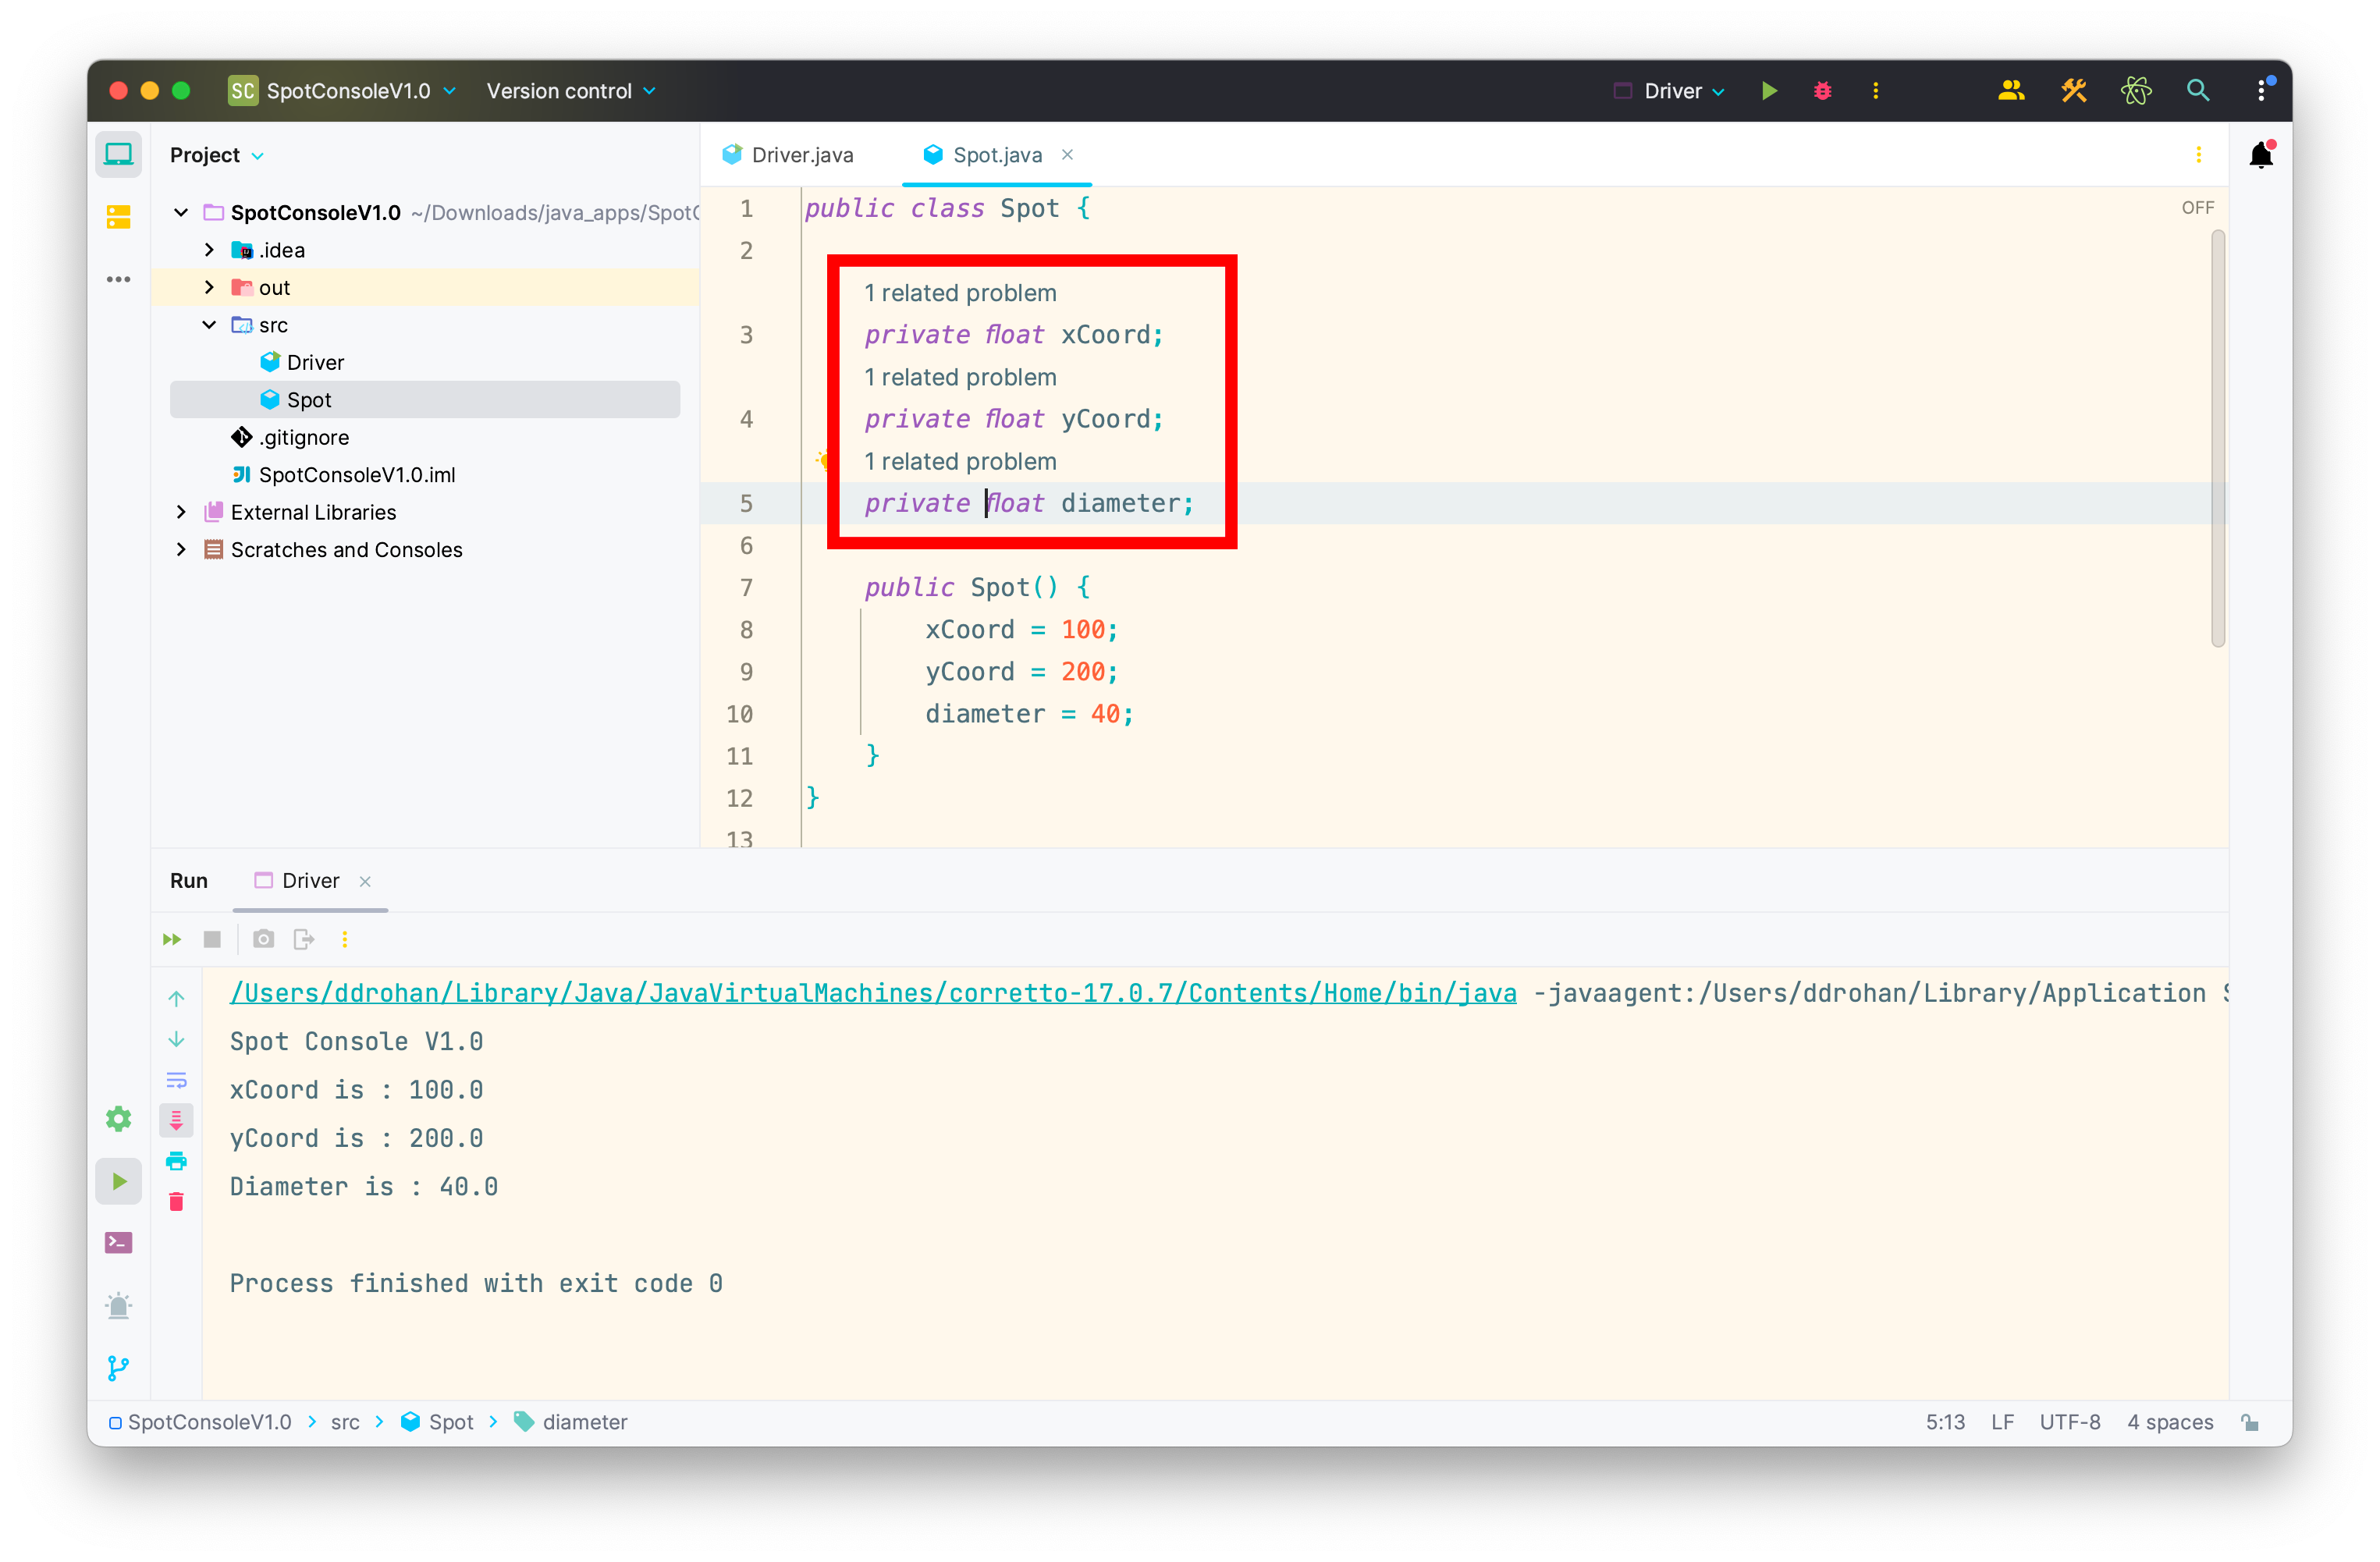 SC SpotConsoleV1.0 Version control Driver
Project
SpotConsoleV1.0 ~/Downloads/java_apps/SpotC
.idea
out
src
Driver
Spot
.gitignore
SpotConsoleV1.0.iml
External Libraries
Scratches and Consoles
Driver.java Spot.java
OFF
1 public class Spot {
2
1 related problem
3 private float xCoord;
1 related problem
4 private float yCoord;
1 related problem
5 private float diameter;
6
7 public Spot() {
8 xCoord = 100;
9 yCoord = 200;
10 diameter = 40;
11 }
12 }
13
Run Driver
/Users/ddrohan/Library/Java/JavaVirtualMachines/corretto-17.0.7/Contents/Home/bin/java -javaagent:/Users/ddrohan/Library/Application S
Spot Console V1.0
xCoord is : 100.0
yCoord is : 200.0
Diameter is : 40.0
Process finished with exit code 0
SpotConsoleV1.0 > src > Spot > diameter 5:13 LF UTF-8 4 spaces